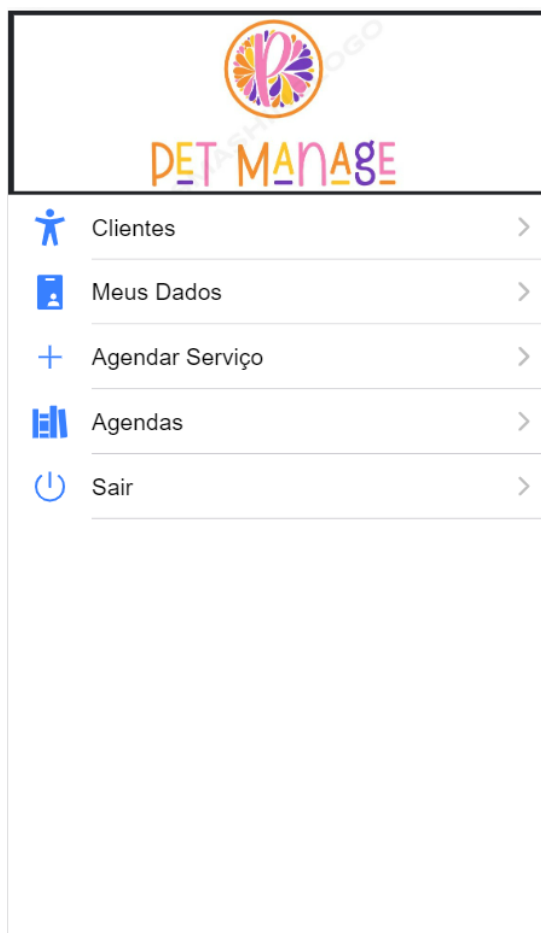 P
PET MANAGE
Clientes
Meus Dados
Agendar Serviço
Agendas
Sair